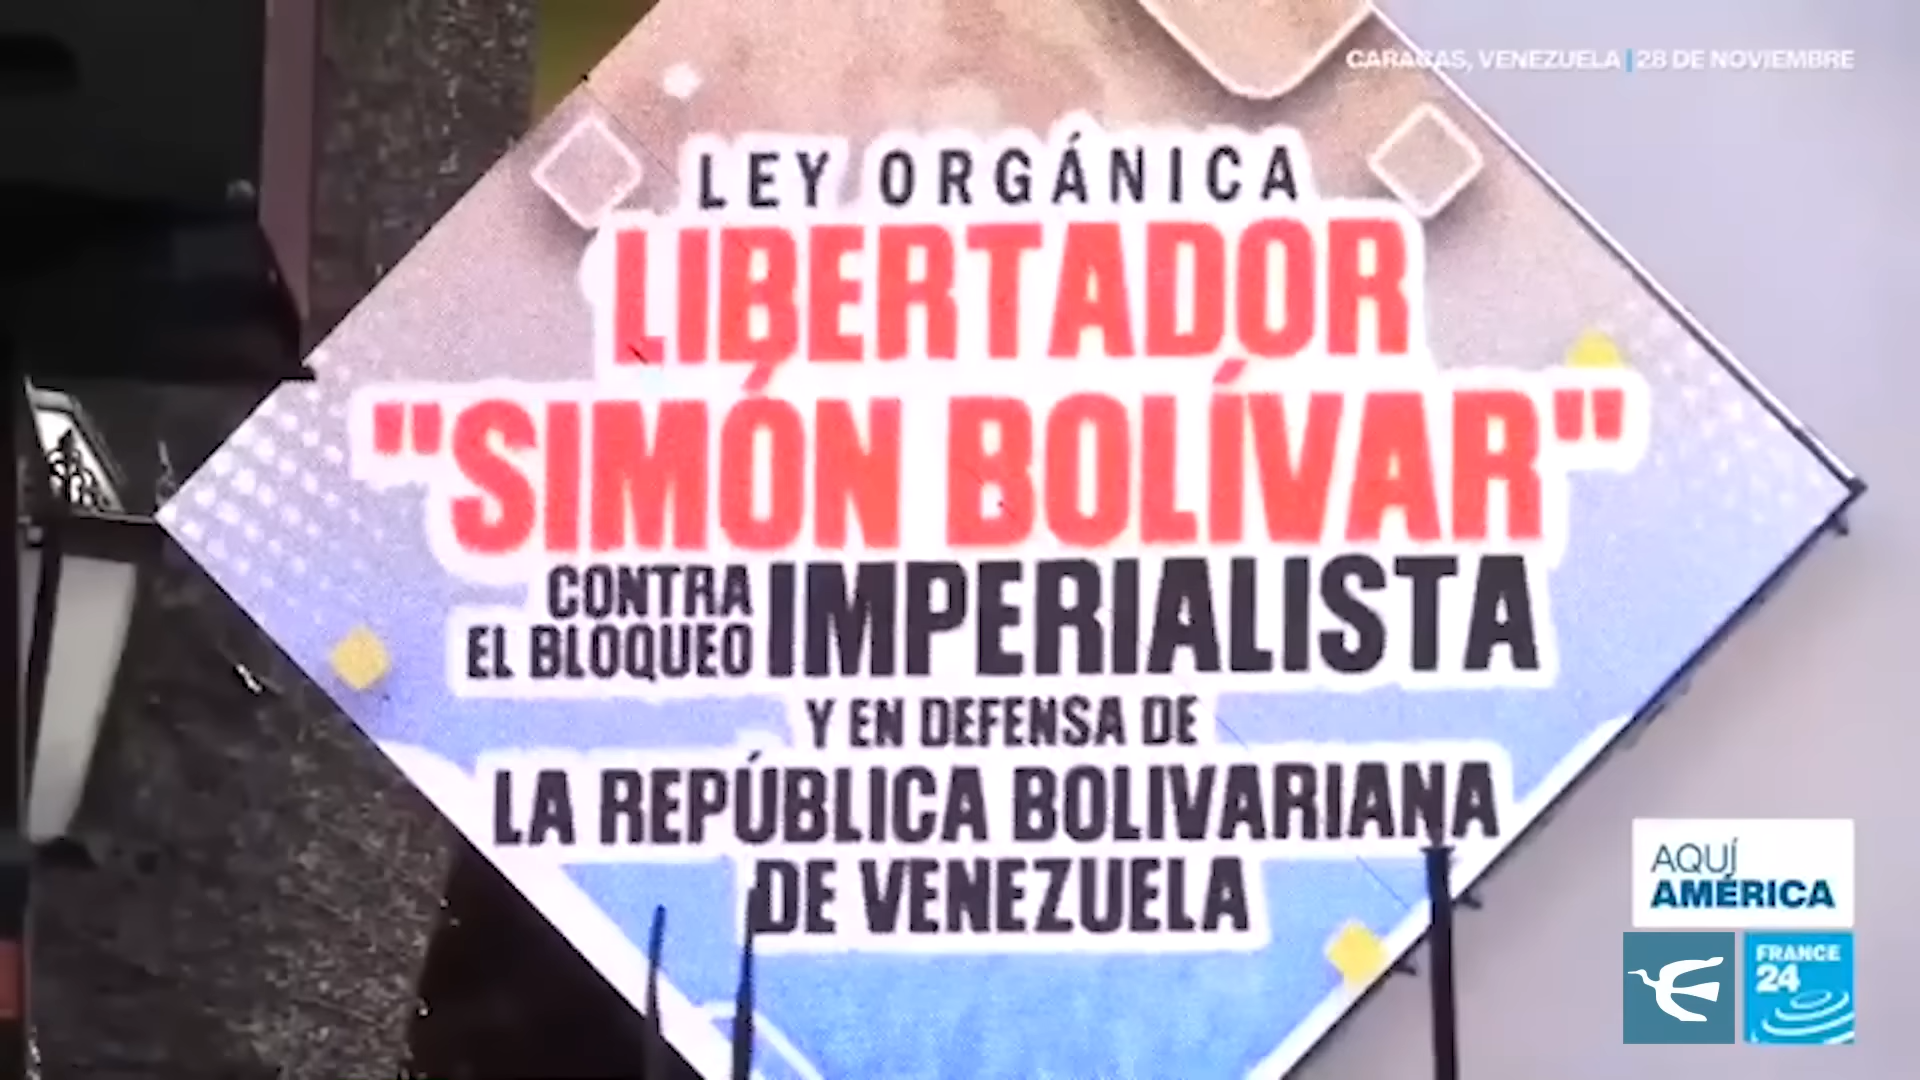 CARACAS, VENEZUELA | 28 DE NOVIEMBRE
LEY ORGÁNICA
LIBERTADOR
"SIMÓN BOLÍVAR"
CONTRA
EL BLOQUEO IMPERIALISTA
Y EN DEFENSA DE
LA REPÚBLICA BOLIVARIANA
DE VENEZUELA
AQUÍ
AMÉRICA
FRANCE
24